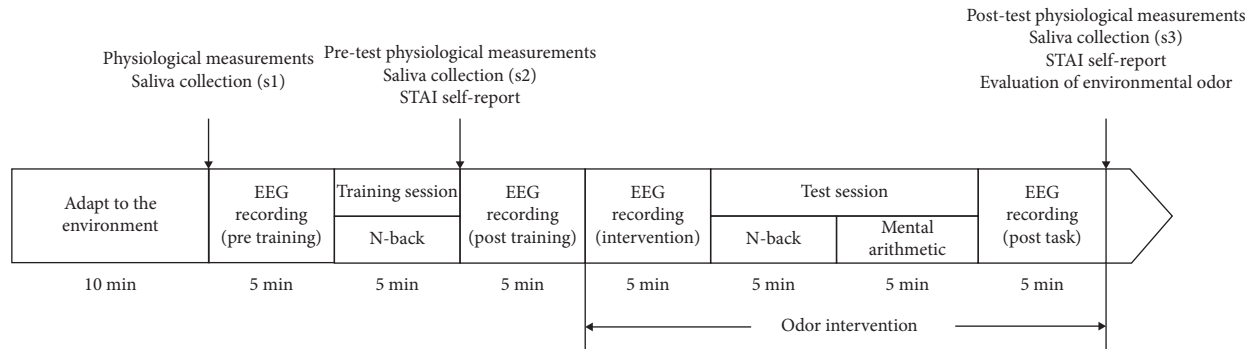 Physiological measurements
Saliva collection (s1)
Pre-test physiological measurements
Saliva collection (s2)
STAI self-report
Post-test physiological measurements
Saliva collection (s3)
STAI self-report
Evaluation of environmental odor
Adapt to the
environment
EEG
recording
(pre training)
Training session
N-back
EEG
recording
(post training)
EEG
recording
(intervention)
Test session
N-back
Mental
arithmetic
EEG
recording
(post task)
10 min
5 min
5 min
5 min
5 min
5 min
5 min
5 min
Odor intervention